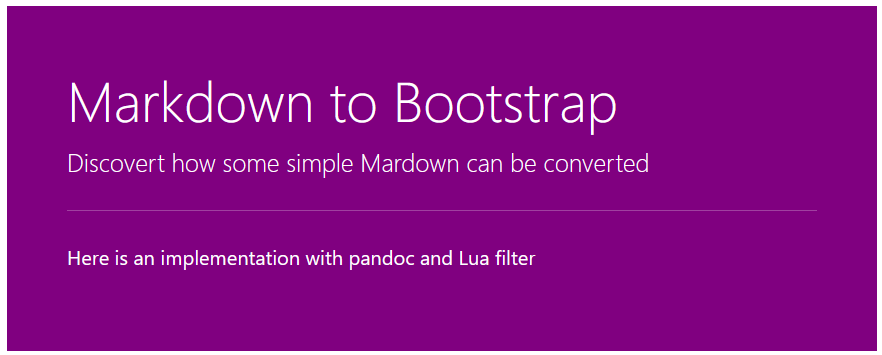 Markdown to Bootstrap
Discovert how some simple Mardown can be converted
Here is an implementation with pandoc and Lua filter